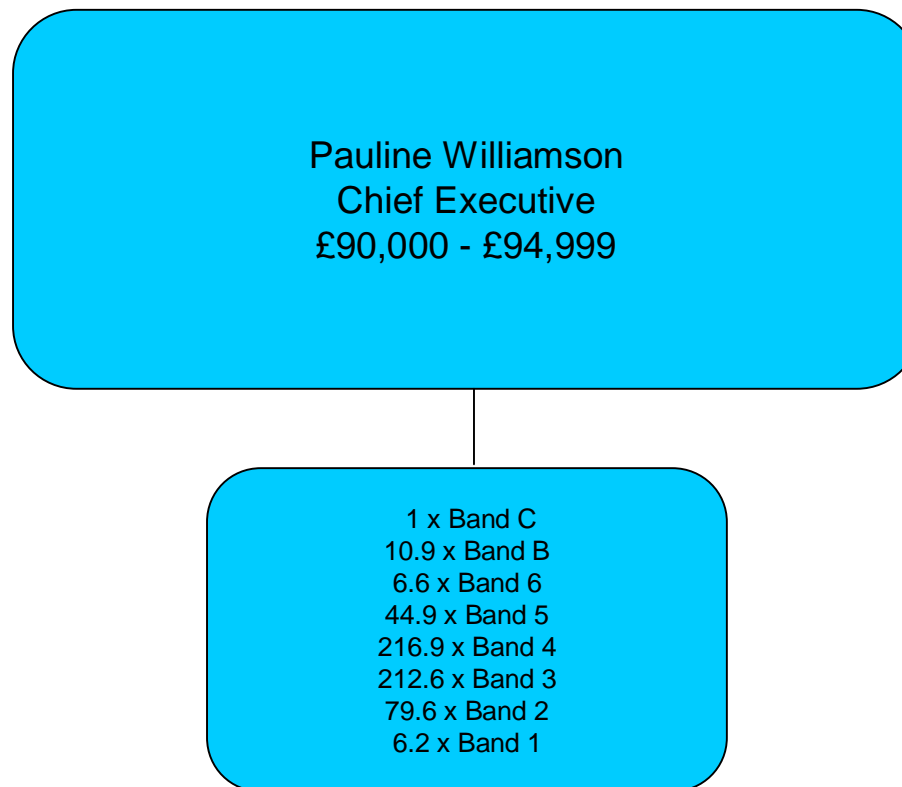 Pauline Williamson
Chief Executive
£90,000 - £94,999
1 x Band C
10.9 x Band B
6.6 x Band 6
44.9 x Band 5
216.9 x Band 4
212.6 x Band 3
79.6 x Band 2
6.2 x Band 1